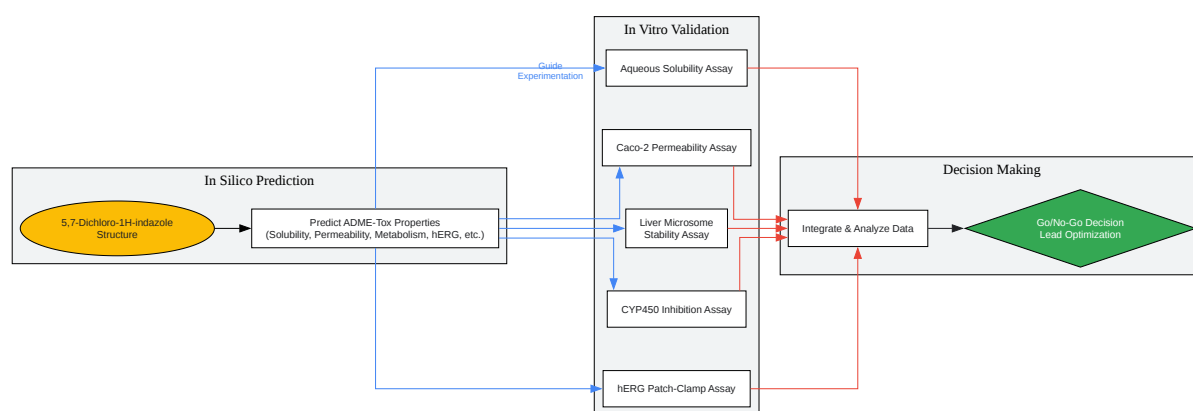 In Vitro Validation
Guide
Experimentation
Aqueous Solubility Assay
Caco-2 Permeability Assay
In Silico Prediction
Decision Making
5,7-Dichloro-1H-indazole
Structure
Predict ADME-Tox Properties
(Solubility, Permeability, Metabolism, hERG, etc.)
Liver Microsome
Stability Assay
Integrate & Analyze Data
Go/No-Go Decision
Lead Optimization
CYP450 Inhibition Assay
hERG Patch-Clamp Assay